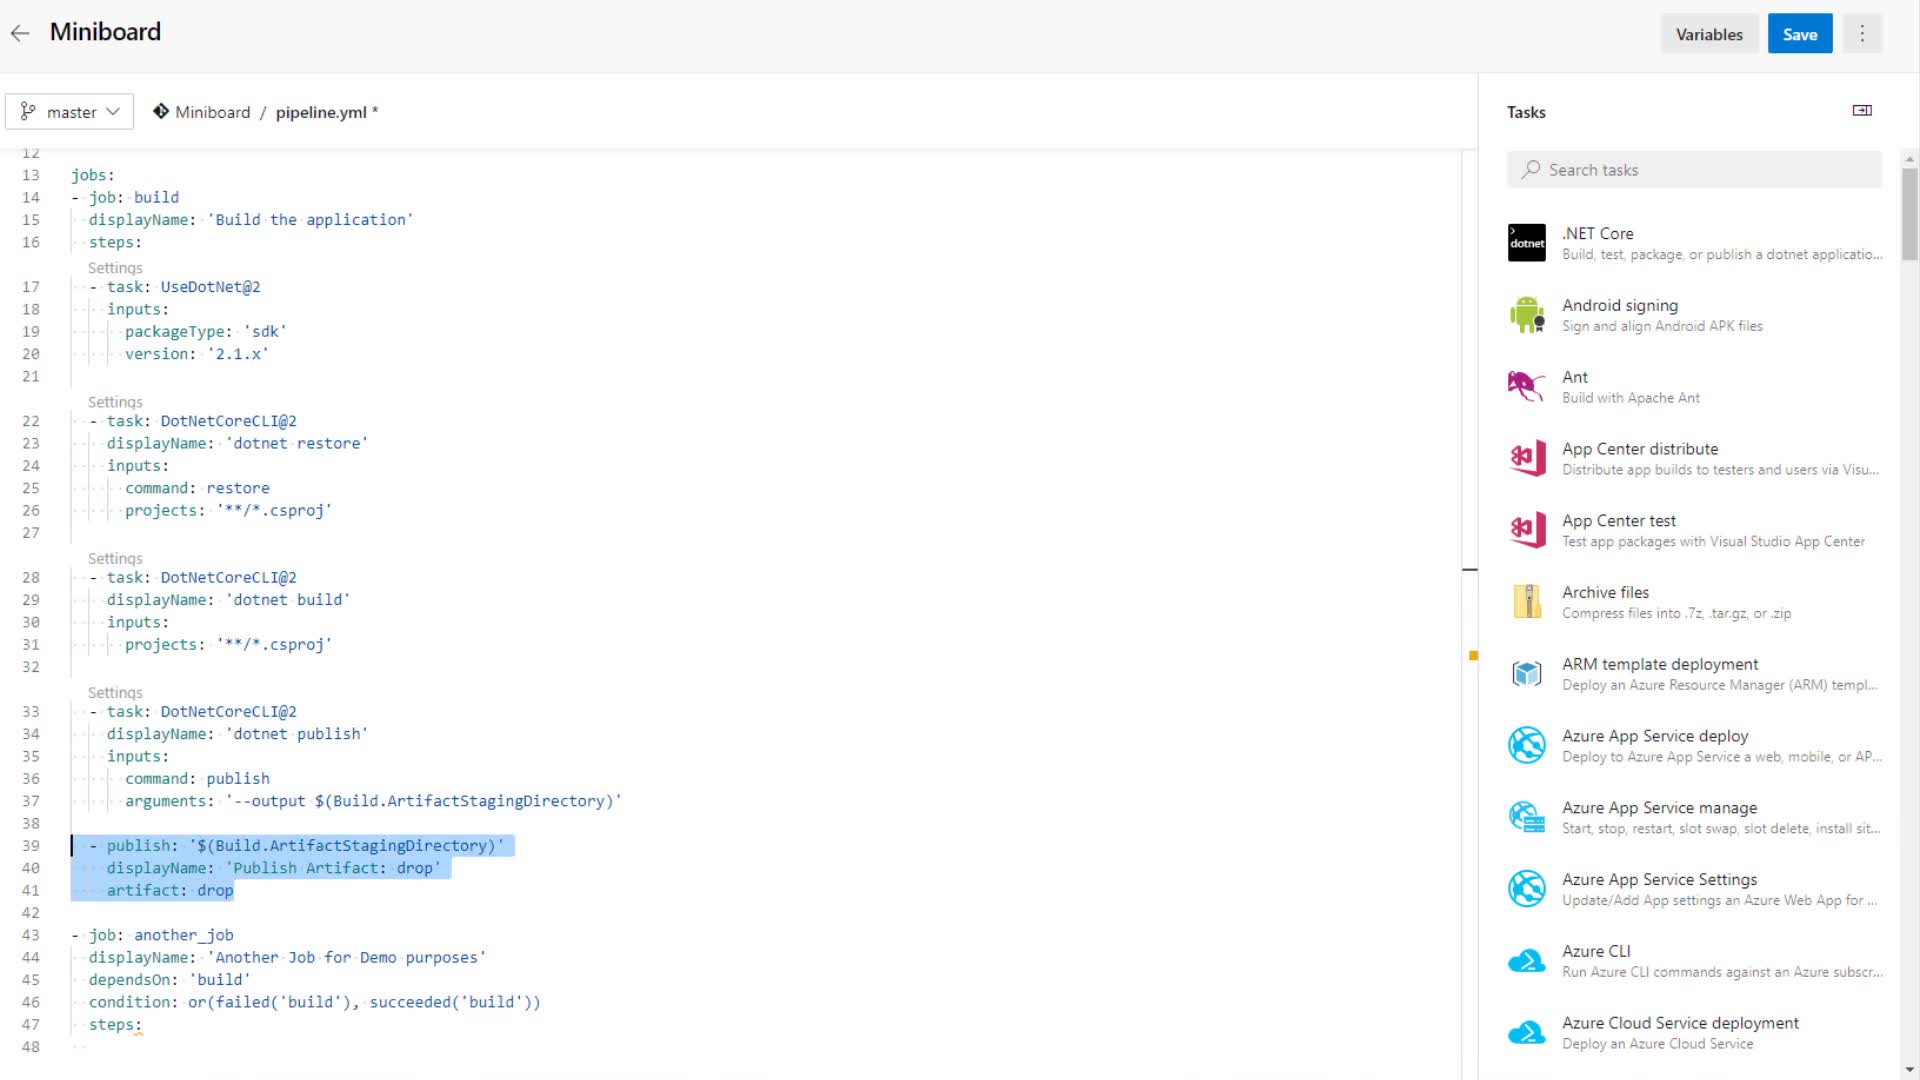 Miniboard
Variables
Save
master
Miniboard / pipeline.yml *
Tasks
Search tasks
12
13 jobs:
14 - job: build
15 displayName: 'Build the application'
16 steps:
Settings
17 - task: UseDotNet@2
18 inputs:
19 packageType: 'sdk'
20 version: '2.1.x'
21
Settings
22 - task: DotNetCoreCLI@2
23 displayName: 'dotnet restore'
24 inputs:
25 command: restore
26 projects: '**/*.csproj'
27
Settings
28 - task: DotNetCoreCLI@2
29 displayName: 'dotnet build'
30 inputs:
31 projects: '**/*.csproj'
32
Settings
33 - task: DotNetCoreCLI@2
34 displayName: 'dotnet publish'
35 inputs:
36 command: publish
37 arguments: '--output $(Build.ArtifactStagingDirectory)'
38
39 - publish: '$(Build.ArtifactStagingDirectory)'
40 displayName: 'Publish Artifact: drop'
41 artifact: drop
42
43 - job: another_job
44 displayName: 'Another Job for Demo purposes'
45 dependsOn: 'build'
46 condition: or(failed('build'), succeeded('build'))
47 steps:
48
dotnet
.NET Core
Build, test, package, or publish a dotnet applicatio...
Android signing
Sign and align Android APK files
Ant
Build with Apache Ant
App Center distribute
Distribute app builds to testers and users via Visu...
App Center test
Test app packages with Visual Studio App Center
Archive files
Compress files into .7z, .tar.gz, or .zip
ARM template deployment
Deploy an Azure Resource Manager (ARM) templ...
Azure App Service deploy
Deploy to Azure App Service a web, mobile, or AP...
Azure App Service manage
Start, stop, restart, slot swap, slot delete, install sit...
Azure App Service Settings
Update/Add App settings an Azure Web App for ...
Azure CLI
Run Azure CLI commands against an Azure subscr...
Azure Cloud Service deployment
Deploy an Azure Cloud Service